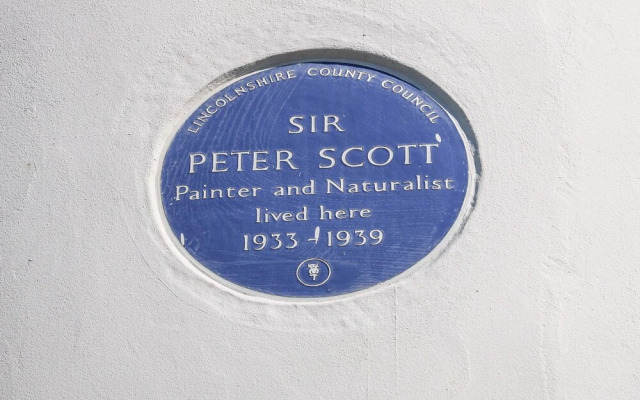 LINCOLNSHIRE COUNTY COUNCIL
SIR
PETER SCOTT
Painter and Naturalist
lived here
1933 - 1939